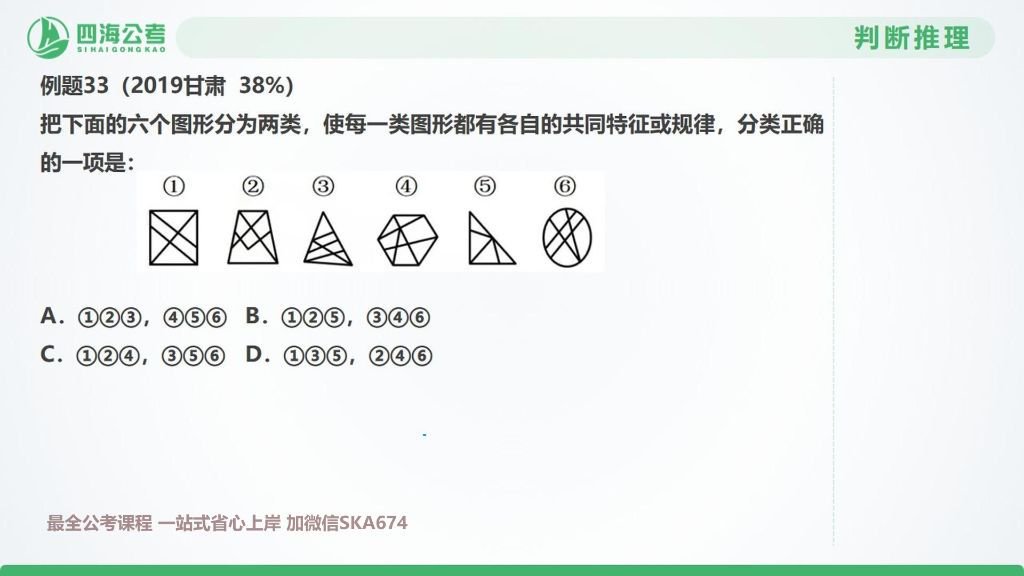 四海公考
SIHAIGONGKAO
判断推理
例题33（2019甘肃 38%）
把下面的六个图形分为两类，使每一类图形都有各自的共同特征或规律，分类正确
的一项是：
① ② ③ ④ ⑤ ⑥
A．①②③，④⑤⑥ B．①②⑤，③④⑥
C．①②④，③⑤⑥ D．①③⑤，②④⑥
最全公考课程 一站式省心上岸 加微信SKA674